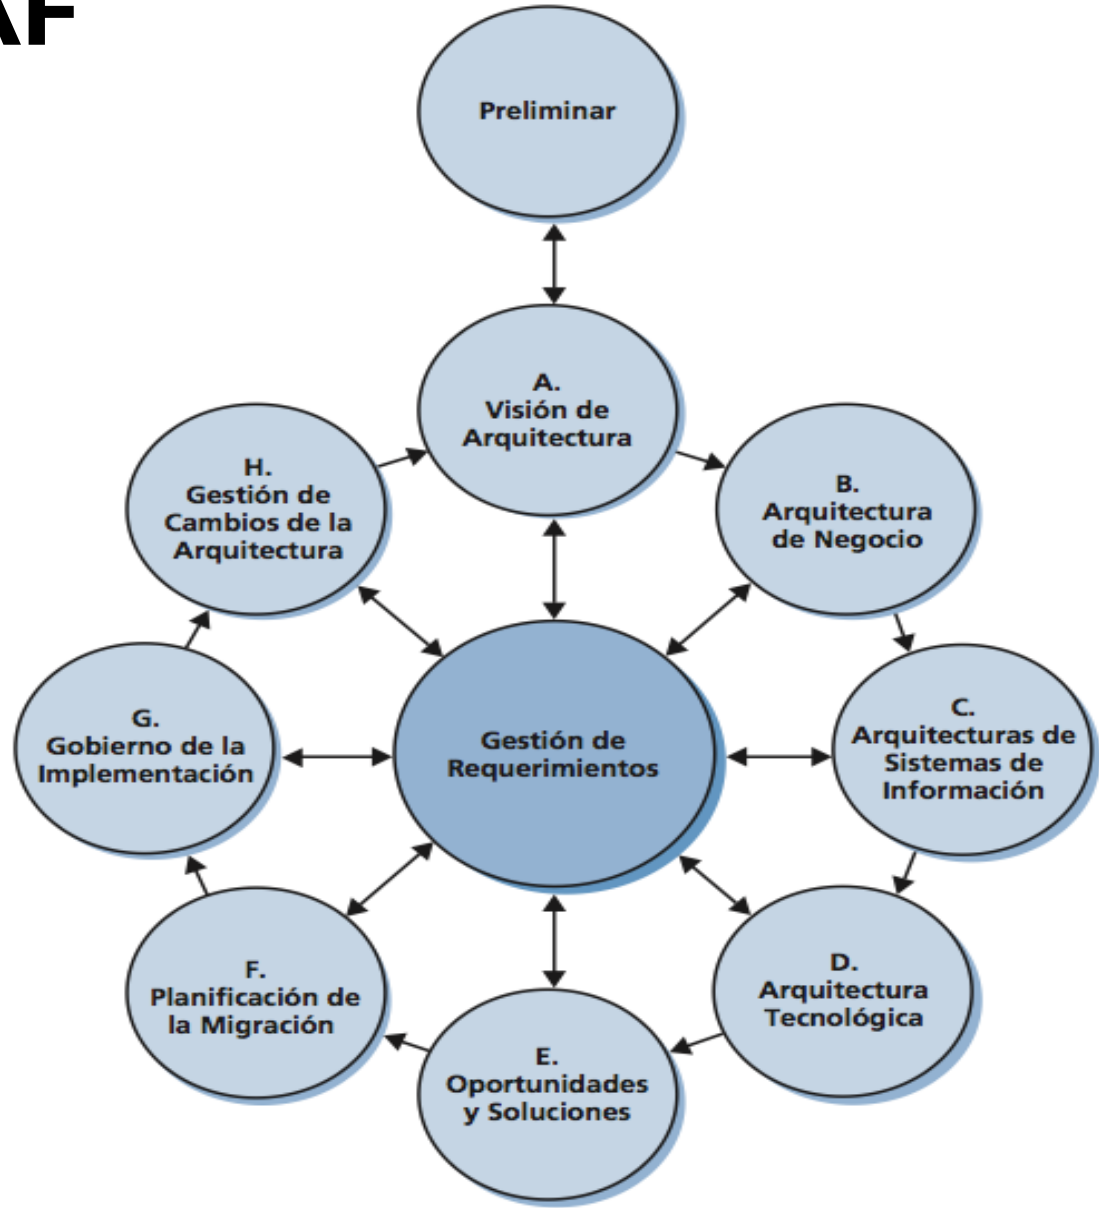 Preliminar
A.
Visión de
Arquitectura
B.
Arquitectura
de Negocio
C.
Arquitecturas de
Sistemas de
Información
D.
Arquitectura
Tecnológica
E.
Oportunidades
y Soluciones
F.
Planificación de
la Migración
G.
Gobierno de la
Implementación
H.
Gestión de
Cambios de la
Arquitectura
Gestión de
Requerimientos